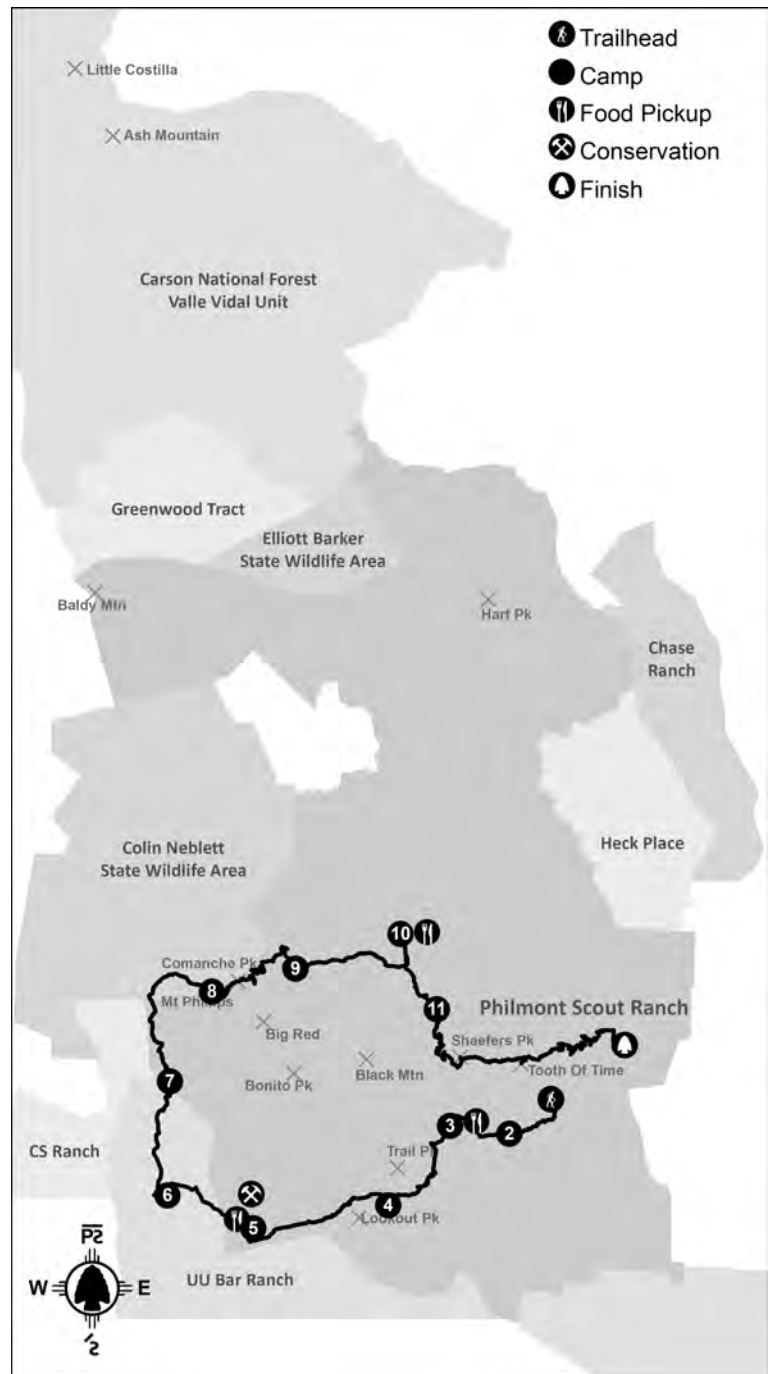 Trailhead
Camp
Food Pickup
Conservation
Finish
Little Costilla
Ash Mountain
Carson National Forest
Valle Vidal Unit
Greenwood Tract
Elliott Barker
State Wildlife Area
Baldy Mtn
Hart Pk
Chase
Ranch
Heck Place
Colin Neblett
State Wildlife Area
10
Comanche Pk
9
8
Mt Phillips
11
Philmont Scout Ranch
Big Red
Shaefers Pk
Black Mtn
Tooth Of Time
Bonito Pk
7
3
2
CS Ranch
Trail Pk
6
4
5
Lookout Pk
UU Bar Ranch
W
E